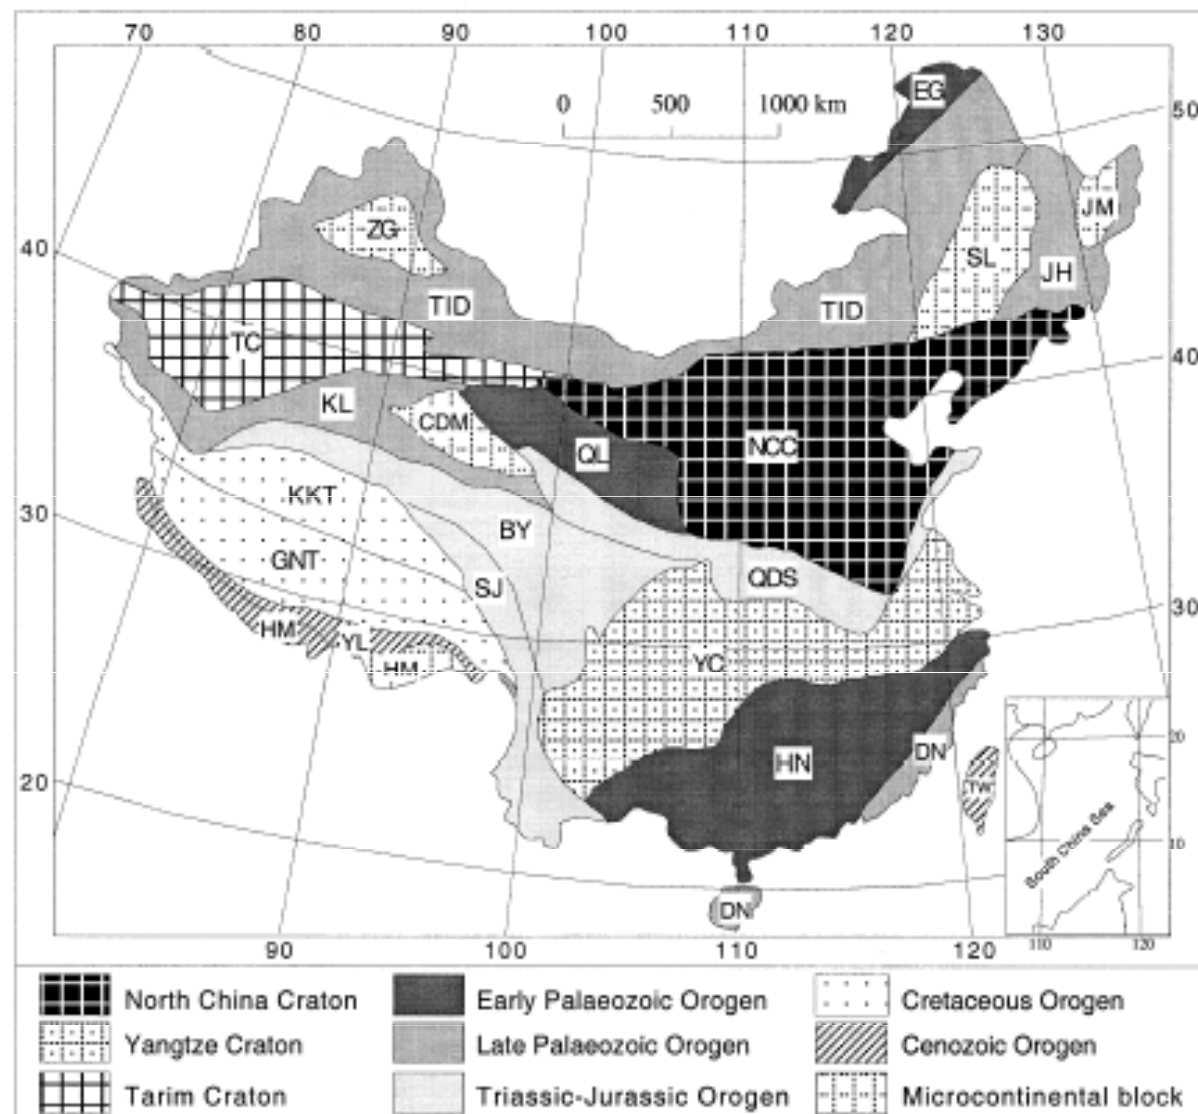 70 80 90 100 110 120 130
EG
0 500 1000 km
50
ZG
JM
40
SL
JH
TID
TID
TC
40
KL
CDM
QL
NCC
KKT
30
BY
GNT
QDS
SJ
30
HM
YL
HM
YC
20
DN
HN
20
TW
10
South China Sea
DN
110 120
90 100 110 120
North China Craton Early Palaeozoic Orogen Cretaceous Orogen
Yangtze Craton Late Palaeozoic Orogen Cenozoic Orogen
Tarim Craton Triassic-Jurassic Orogen Microcontinental block